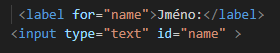 <label for="name">Jméno:</label>
<input type="text" id="name" >